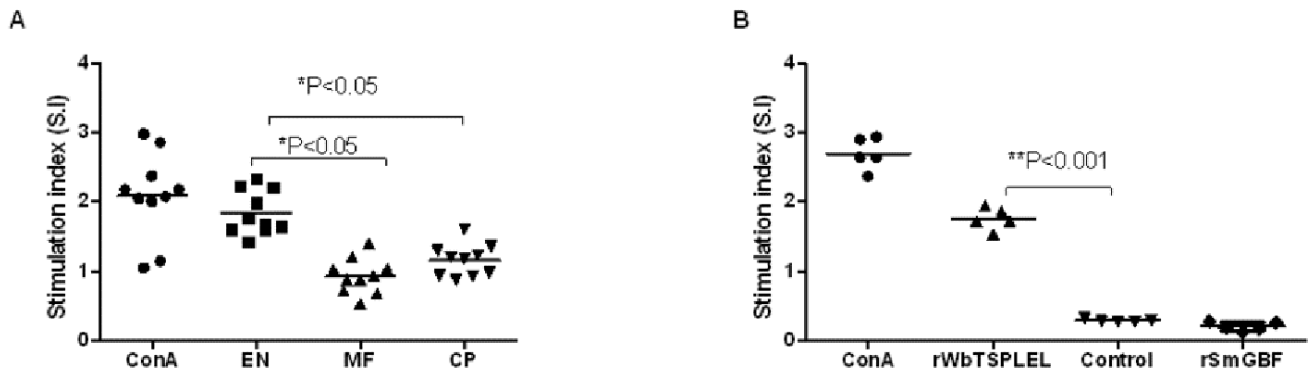 A
Stimulation index (S.I)
4
3
2
1
0
*P<0.05
*P<0.05
ConA EN MF CP
B
Stimulation index (S.I)
4
3
2
1
0
**P<0.001
ConA rWbTSPLEL Control rSmGBF